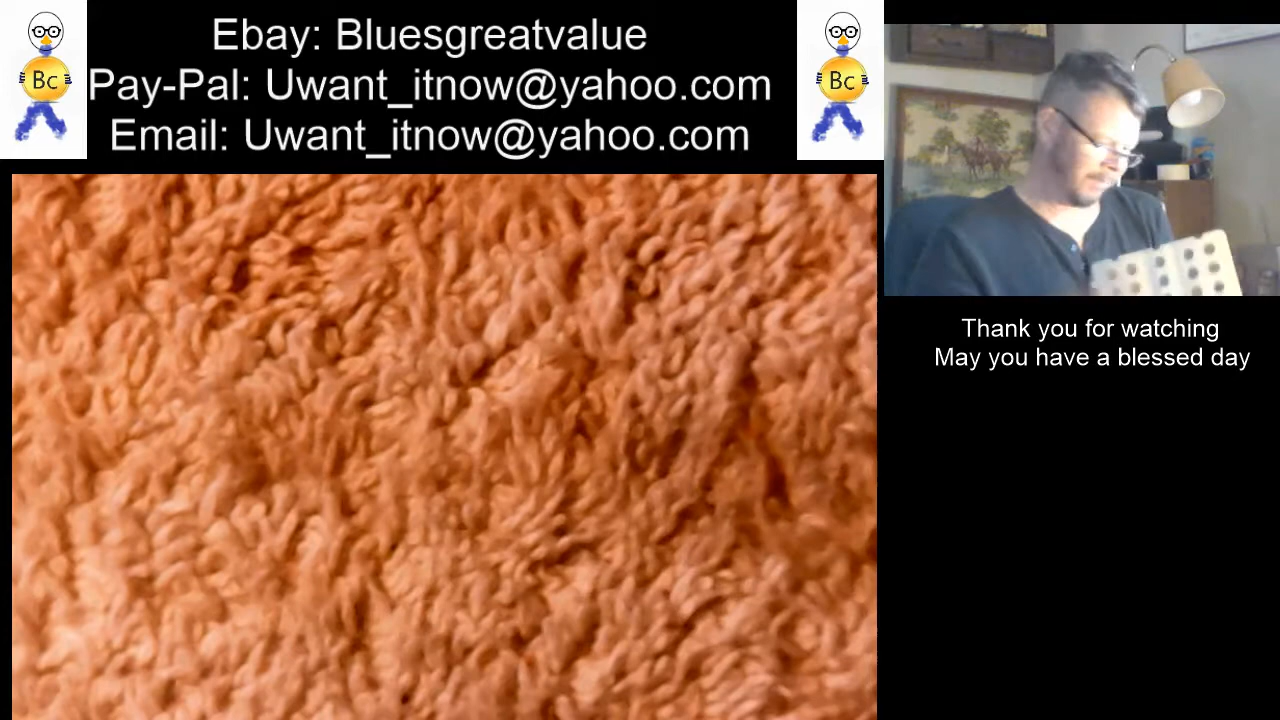 Ebay: Bluesgreatvalue
Pay-Pal: Uwant_itnow@yahoo.com
Email: Uwant_itnow@yahoo.com
Bc
Bc
Thank you for watching
May you have a blessed day